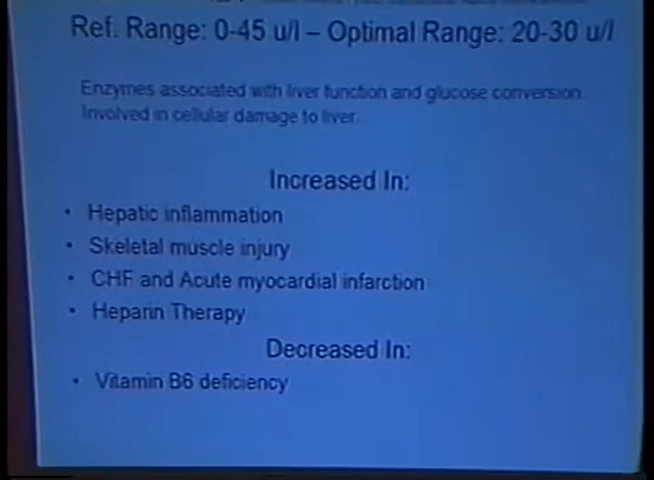 Ref. Range: 0-45 u/l – Optimal Range: 20-30 u/l
Enzymes associated with liver function and glucose conversion.
Involved in cellular damage to liver.
Increased In:
• Hepatic inflammation
• Skeletal muscle injury
• CHF and Acute myocardial infarction
• Heparin Therapy
Decreased In:
• Vitamin B6 deficiency